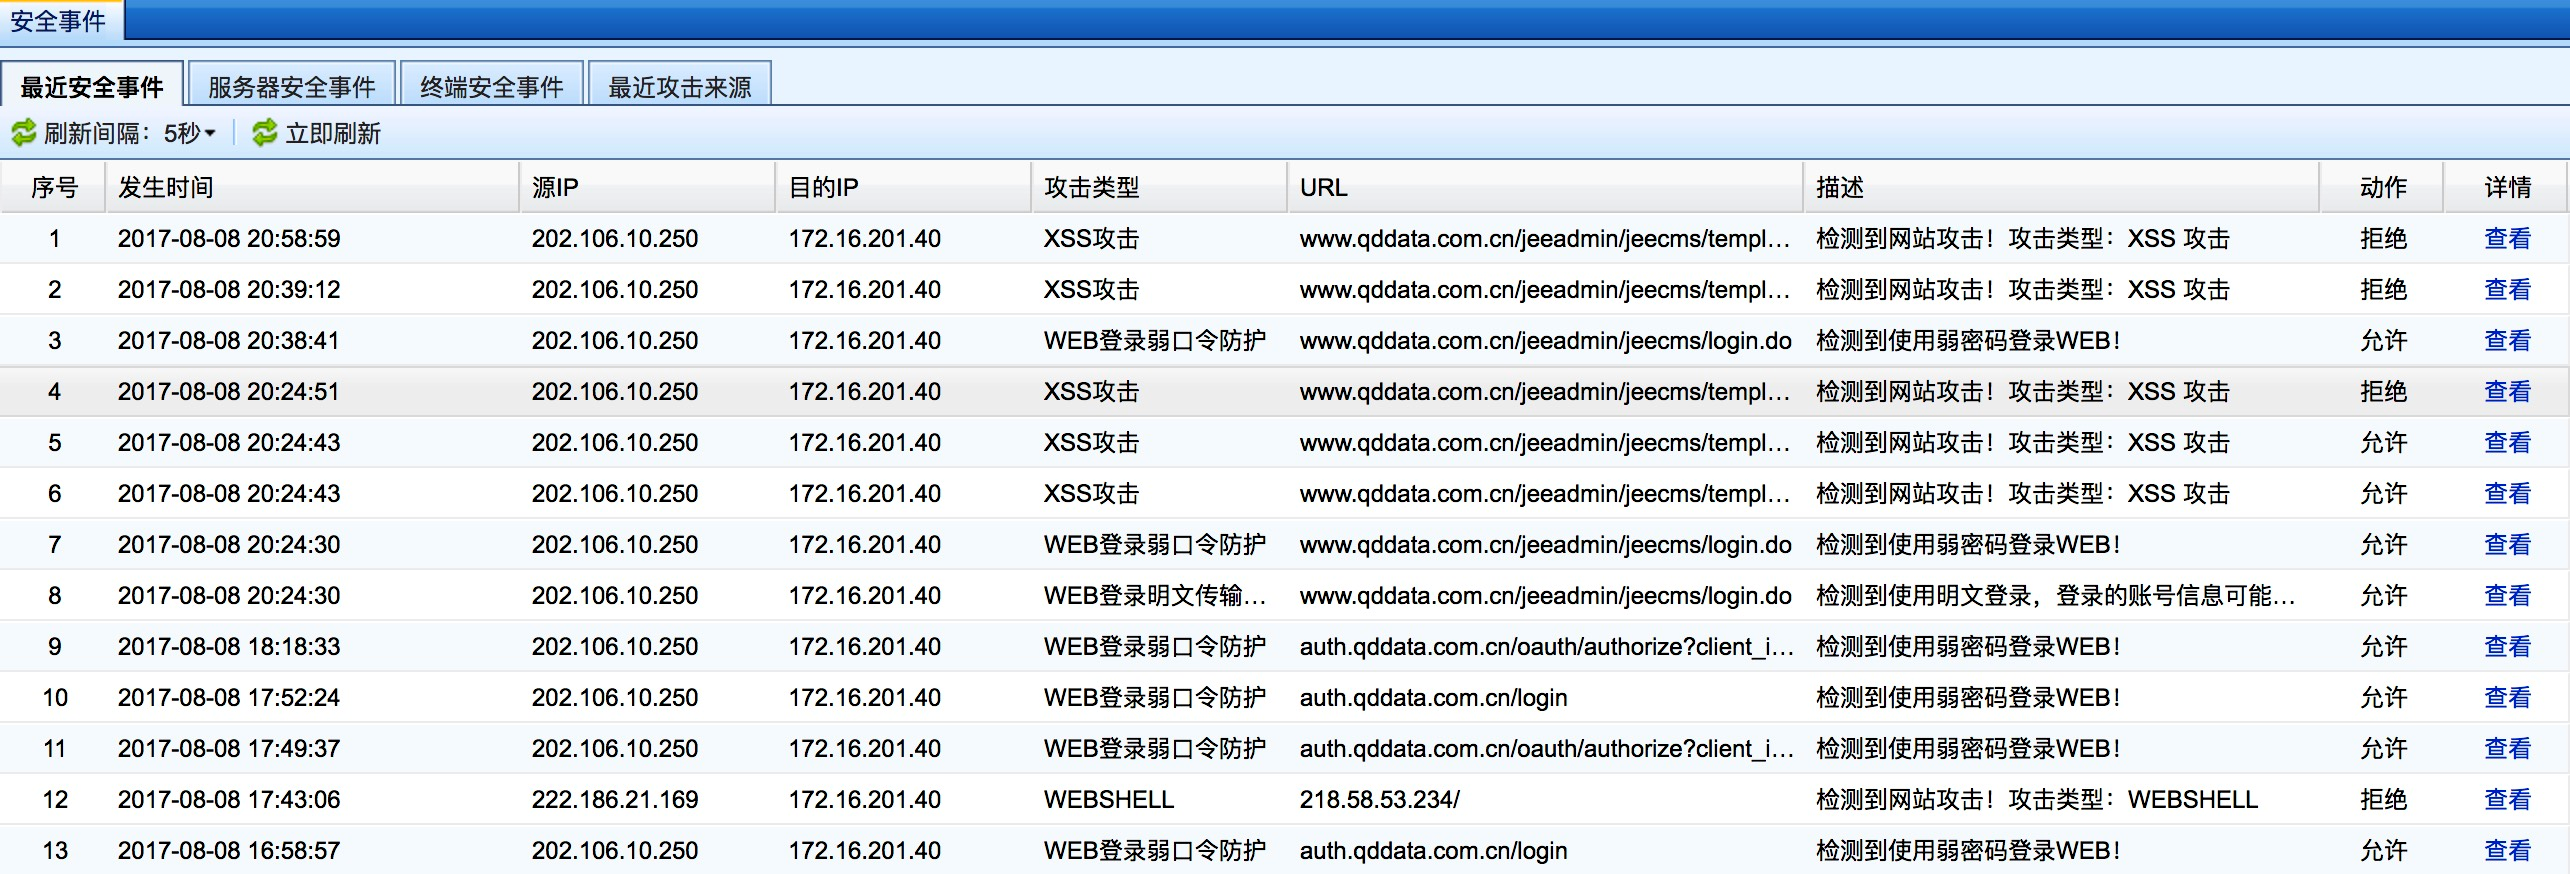 安全事件
最近安全事件 服务器安全事件 终端安全事件 最近攻击来源
刷新间隔：5秒 立即刷新
序号 发生时间 源IP 目的IP 攻击类型 URL 描述 动作 详情
1 2017-08-08 20:58:59 202.106.10.250 172.16.201.40 XSS攻击 www.qddata.com.cn/jeeadmin/jeecms/templ... 检测到网站攻击！攻击类型：XSS 攻击 拒绝 查看
2 2017-08-08 20:39:12 202.106.10.250 172.16.201.40 XSS攻击 www.qddata.com.cn/jeeadmin/jeecms/templ... 检测到网站攻击！攻击类型：XSS 攻击 拒绝 查看
3 2017-08-08 20:38:41 202.106.10.250 172.16.201.40 WEB登录弱口令防护 www.qddata.com.cn/jeeadmin/jeecms/login.do 检测到使用弱密码登录WEB！ 允许 查看
4 2017-08-08 20:24:51 202.106.10.250 172.16.201.40 XSS攻击 www.qddata.com.cn/jeeadmin/jeecms/templ... 检测到网站攻击！攻击类型：XSS 攻击 拒绝 查看
5 2017-08-08 20:24:43 202.106.10.250 172.16.201.40 XSS攻击 www.qddata.com.cn/jeeadmin/jeecms/templ... 检测到网站攻击！攻击类型：XSS 攻击 允许 查看
6 2017-08-08 20:24:43 202.106.10.250 172.16.201.40 XSS攻击 www.qddata.com.cn/jeeadmin/jeecms/templ... 检测到网站攻击！攻击类型：XSS 攻击 允许 查看
7 2017-08-08 20:24:30 202.106.10.250 172.16.201.40 WEB登录弱口令防护 www.qddata.com.cn/jeeadmin/jeecms/login.do 检测到使用弱密码登录WEB！ 允许 查看
8 2017-08-08 20:24:30 202.106.10.250 172.16.201.40 WEB登录明文传输... www.qddata.com.cn/jeeadmin/jeecms/login.do 检测到使用明文登录，登录的账号信息可能... 允许 查看
9 2017-08-08 18:18:33 202.106.10.250 172.16.201.40 WEB登录弱口令防护 auth.qddata.com.cn/oauth/authorize?client_i... 检测到使用弱密码登录WEB！ 允许 查看
10 2017-08-08 17:52:24 202.106.10.250 172.16.201.40 WEB登录弱口令防护 auth.qddata.com.cn/login 检测到使用弱密码登录WEB！ 允许 查看
11 2017-08-08 17:49:37 202.106.10.250 172.16.201.40 WEB登录弱口令防护 auth.qddata.com.cn/oauth/authorize?client_i... 检测到使用弱密码登录WEB！ 允许 查看
12 2017-08-08 17:43:06 222.186.21.169 172.16.201.40 WEBSHELL 218.58.53.234/ 检测到网站攻击！攻击类型：WEBSHELL 拒绝 查看
13 2017-08-08 16:58:57 202.106.10.250 172.16.201.40 WEB登录弱口令防护 auth.qddata.com.cn/login 检测到使用弱密码登录WEB！ 允许 查看